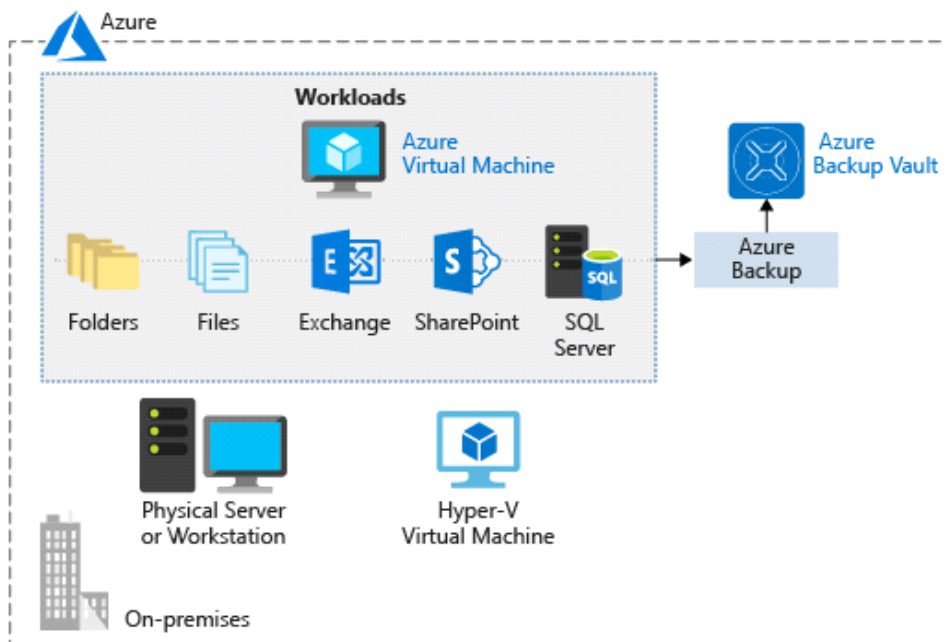 Azure
Workloads
Azure
Virtual Machine
Azure
Backup Vault
Azure
Backup
Folders
Files
E
Exchange
S
SharePoint
SQL
SQL
Server
Physical Server
or Workstation
Hyper-V
Virtual Machine
On-premises